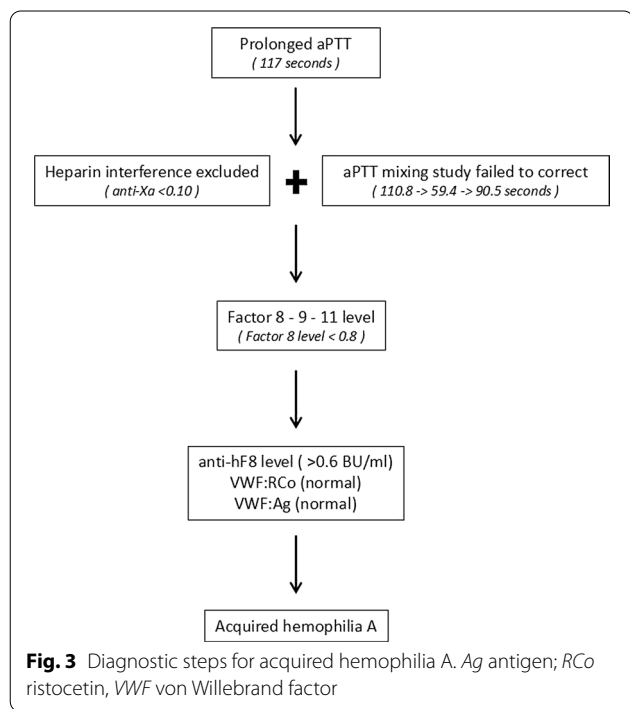 Prolonged aPTT
( 117 seconds )
Heparin interference excluded
( anti-Xa <0.10 )
+
aPTT mixing study failed to correct
( 110.8 -> 59.4 -> 90.5 seconds )
Factor 8 - 9 - 11 level
( Factor 8 level < 0.8 )
anti-hF8 level ( >0.6 BU/ml)
VWF:RCo (normal)
VWF:Ag (normal)
Acquired hemophilia A
Fig. 3 Diagnostic steps for acquired hemophilia A. Ag antigen; RCo
ristocetin, VWF von Willebrand factor